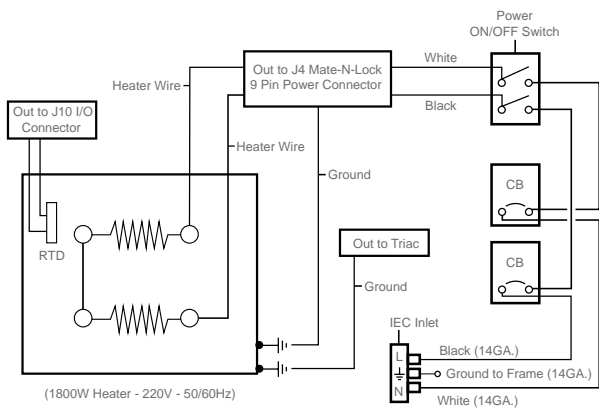 Power
ON/OFF Switch
Out to J4 Mate-N-Lock
9 Pin Power Connector
White
Black
Heater Wire
Out to J10 I/O
Connector
Heater Wire
Ground
CB
RTD
Out to Triac
CB
Ground
IEC Inlet
L
Black (14GA.)
Ground to Frame (14GA.)
N
White (14GA.)
(1800W Heater - 220V - 50/60Hz)